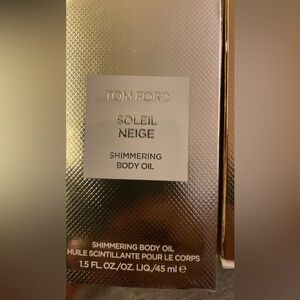 TOM FORD
SOLEIL
NEIGE
SHIMMERING
BODY OIL
SHIMMERING BODY OIL
HUILE SCINTILLANTE POUR LE CORPS
1.5 FL.OZ./OZ. LIQ./45 ml ℮